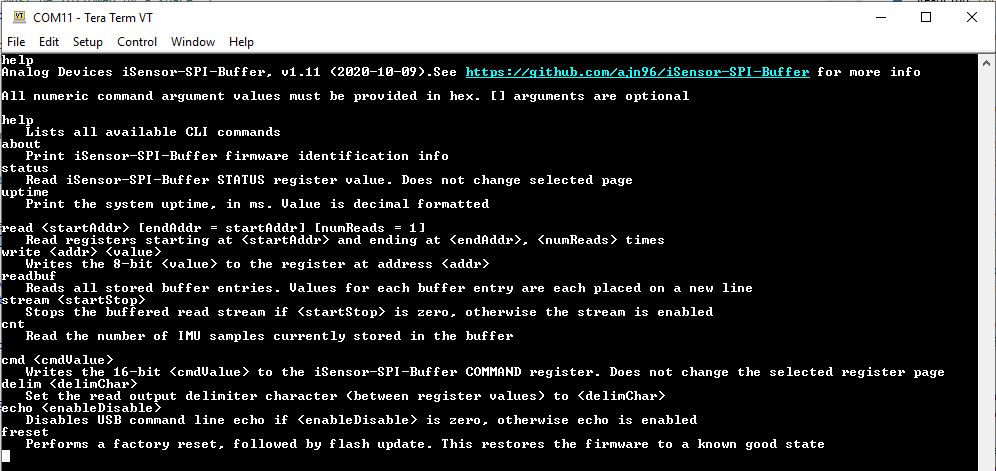 COM11 - Tera Term VT
File Edit Setup Control Window Help
help
Analog Devices iSensor-SPI-Buffer, v1.11 (2020-10-09).See https://github.com/ajn96/iSensor-SPI-Buffer for more info
All numeric command argument values must be provided in hex. [] arguments are optional
help
Lists all available CLI commands
about
Print iSensor-SPI-Buffer firmware identification info
status
Read iSensor-SPI-Buffer STATUS register value. Does not change selected page
uptime
Print the system uptime, in ms. Value is decimal formatted
read <startAddr> [endAddr = startAddr] [numReads = 1]
Read registers starting at <startAddr> and ending at <endAddr>, <numReads> times
write <addr> <value>
Writes the 8-bit <value> to the register at address <addr>
readbuf
Reads all stored buffer entries. Values for each buffer entry are each placed on a new line
stream <startStop>
Stops the buffered read stream if <startStop> is zero, otherwise the stream is enabled
cnt
Read the number of IMU samples currently stored in the buffer
cmd <cmdValue>
Writes the 16-bit <cmdValue> to the iSensor-SPI-Buffer COMMAND register. Does not change the selected register page
delim <delimChar>
Set the read output delimiter character (between register values) to <delimChar>
echo <enableDisable>
Disables USB command line echo if <enableDisable> is zero, otherwise echo is enabled
freset
Performs a factory reset, followed by flash update. This restores the firmware to a known good state